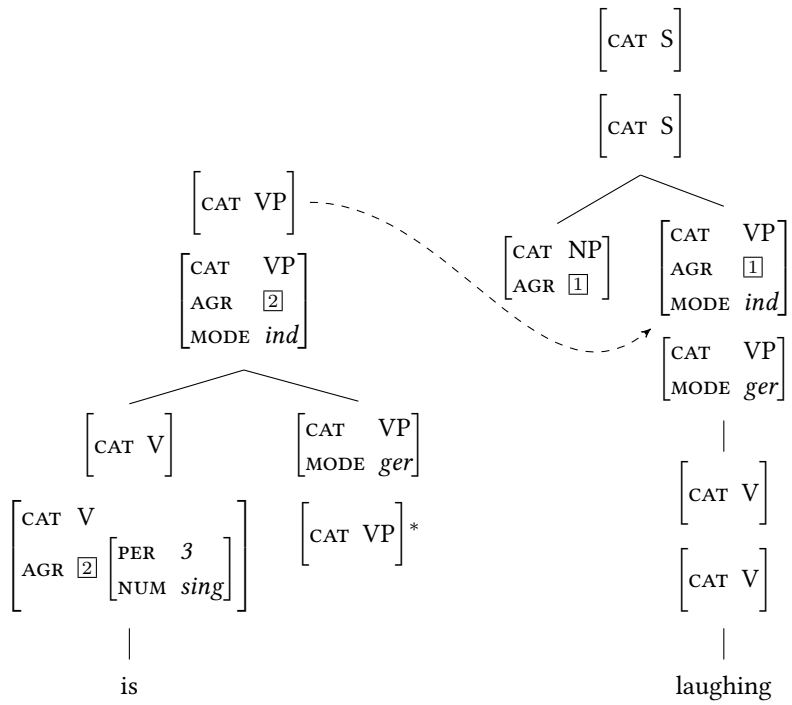 CAT S
CAT S
CAT VP
CAT NP
AGR 1
CAT VP
AGR 1
MODE ind
CAT VP
AGR 2
MODE ind
CAT VP
MODE ger
CAT V
CAT VP
MODE ger
CAT V
CAT V
AGR 2 PER 3
NUM sing
CAT VP *
CAT V
is
laughing